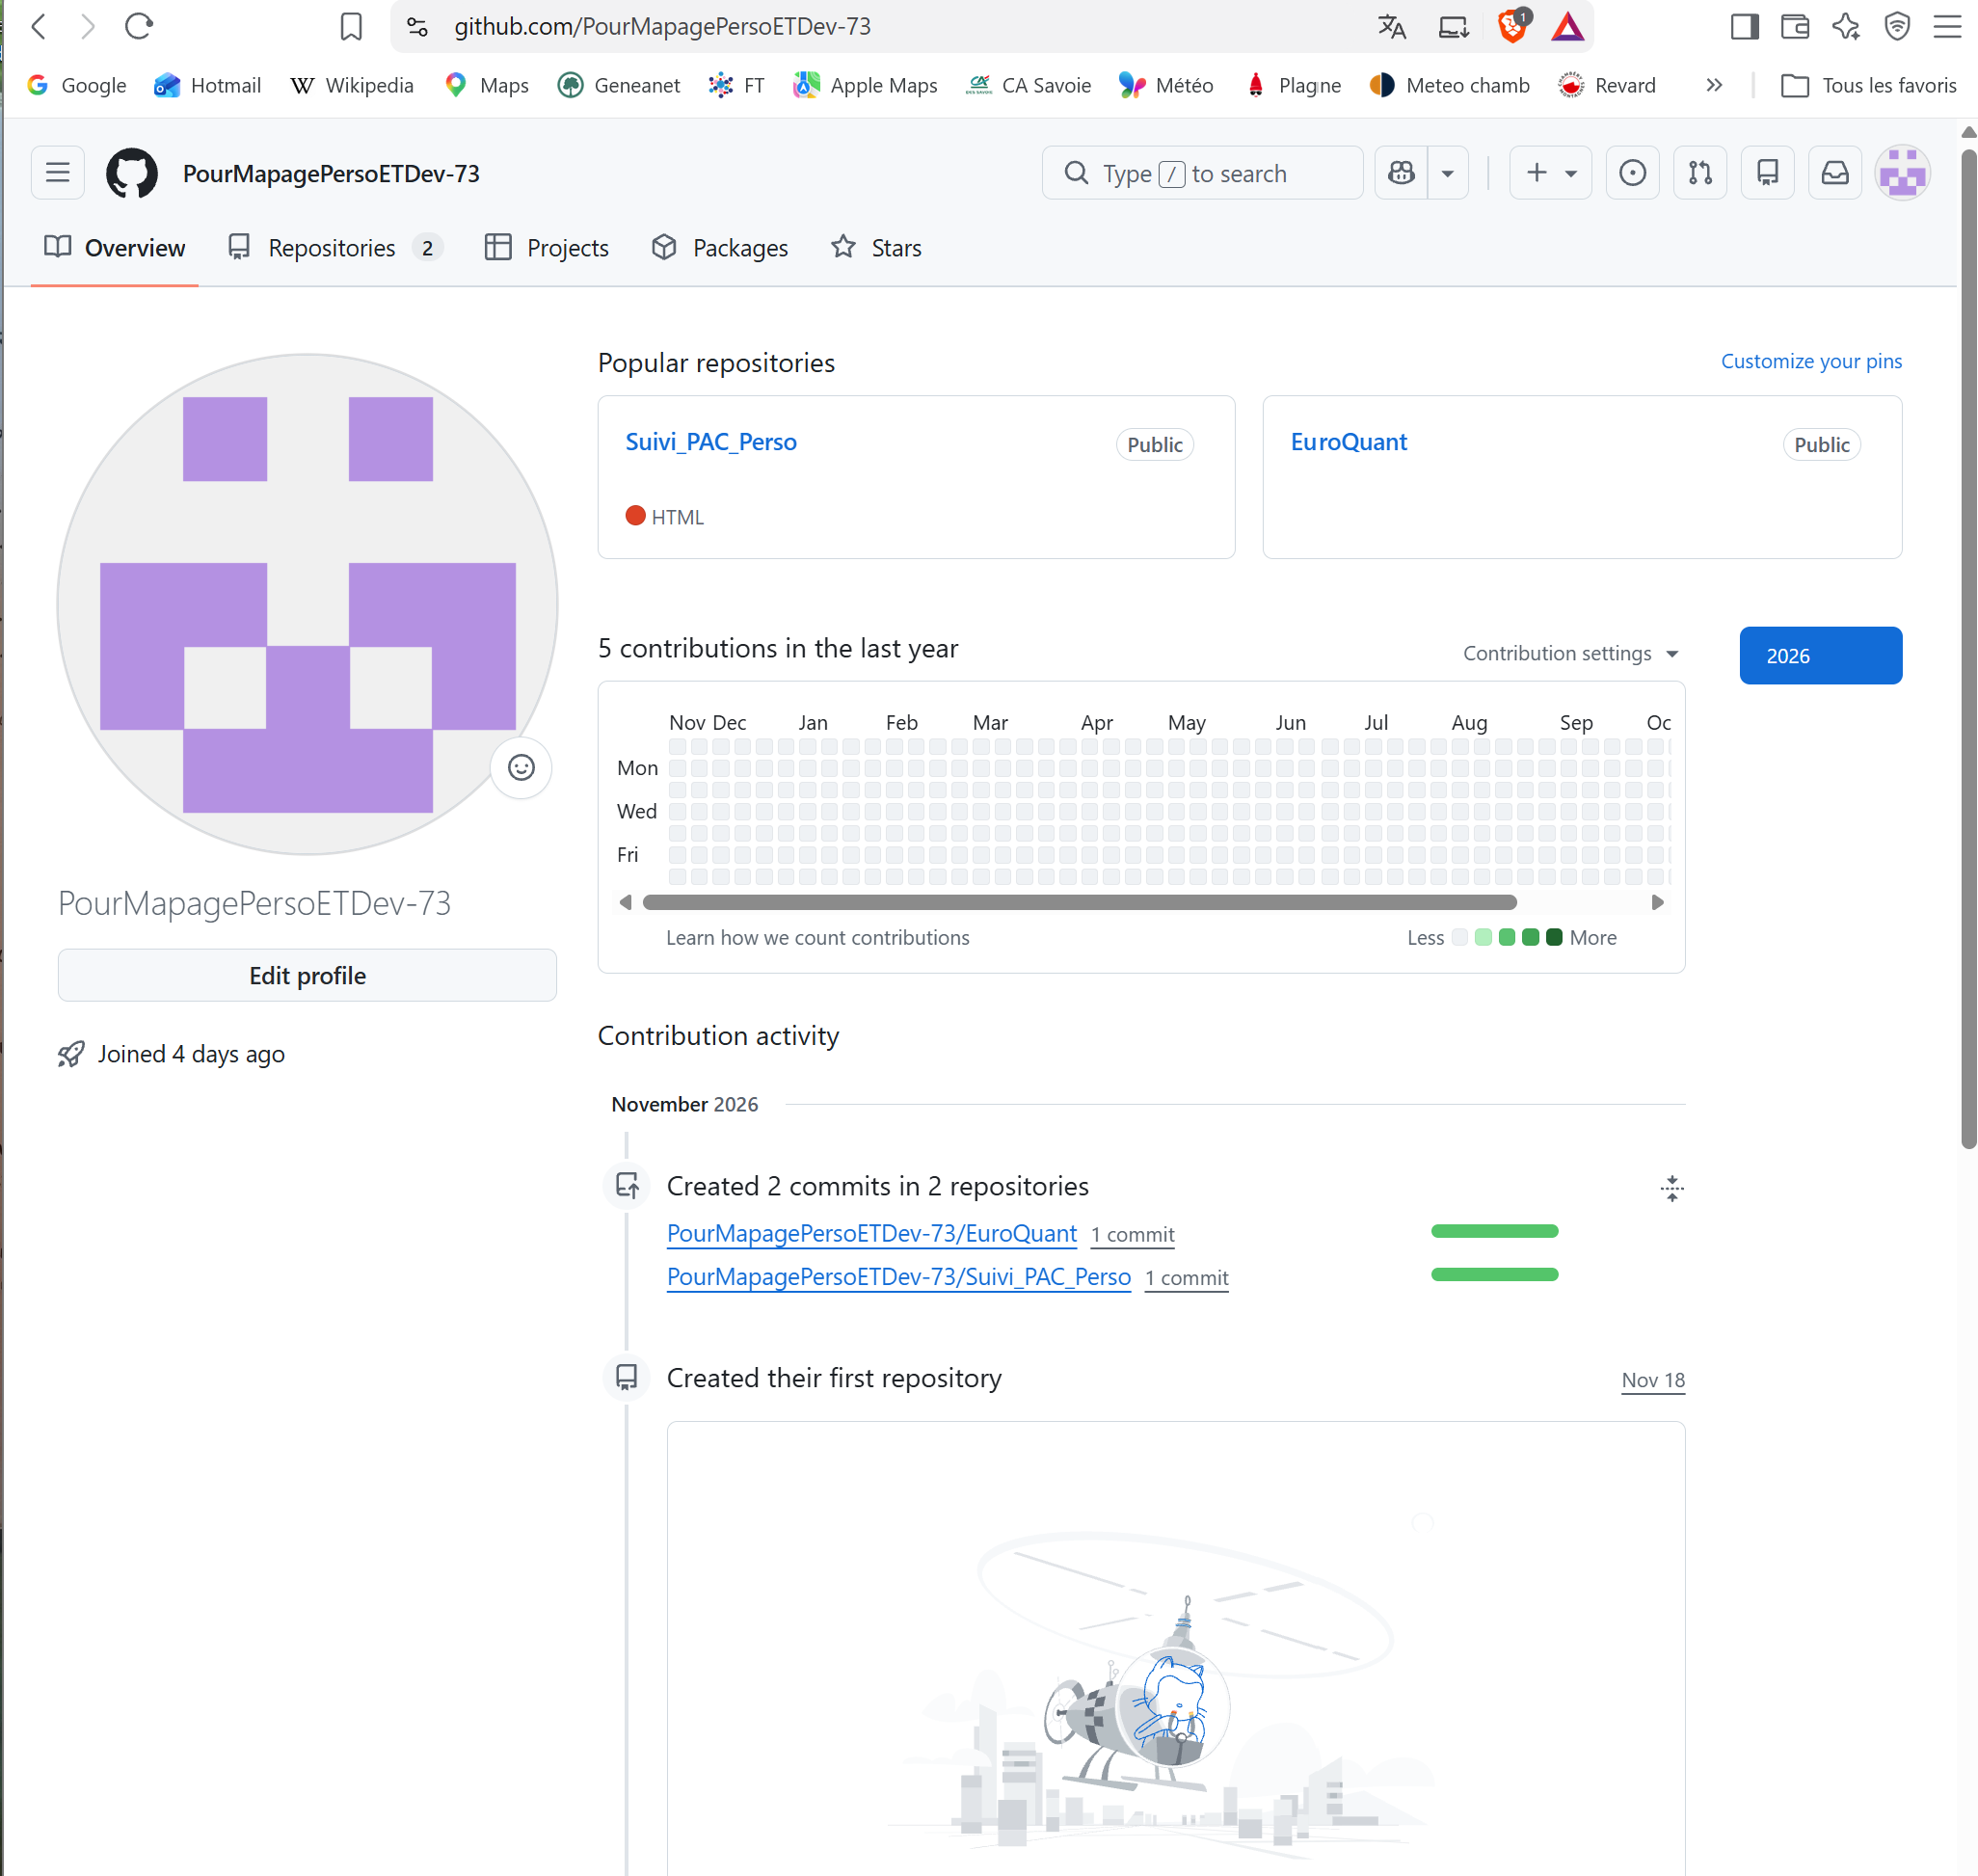 github.com/PourMapagePersoETDev-73
1
Google Hotmail Wikipedia Maps Geneanet FT Apple Maps CA Savoie Météo Plagne Meteo chamb Revard Tous les favoris
PourMapagePersoETDev-73
Type / to search
Overview Repositories 2 Projects Packages Stars
Popular repositories
Customize your pins
Suivi_PAC_Perso Public
HTML
EuroQuant Public
5 contributions in the last year
Contribution settings
2026
Nov Dec Jan Feb Mar Apr May Jun Jul Aug Sep Oc
Mon
Wed
Fri
Learn how we count contributions
Less More
PourMapagePersoETDev-73
Edit profile
Joined 4 days ago
Contribution activity
November 2026
Created 2 commits in 2 repositories
PourMapagePersoETDev-73/EuroQuant 1 commit
PourMapagePersoETDev-73/Suivi_PAC_Perso 1 commit
Created their first repository
Nov 18